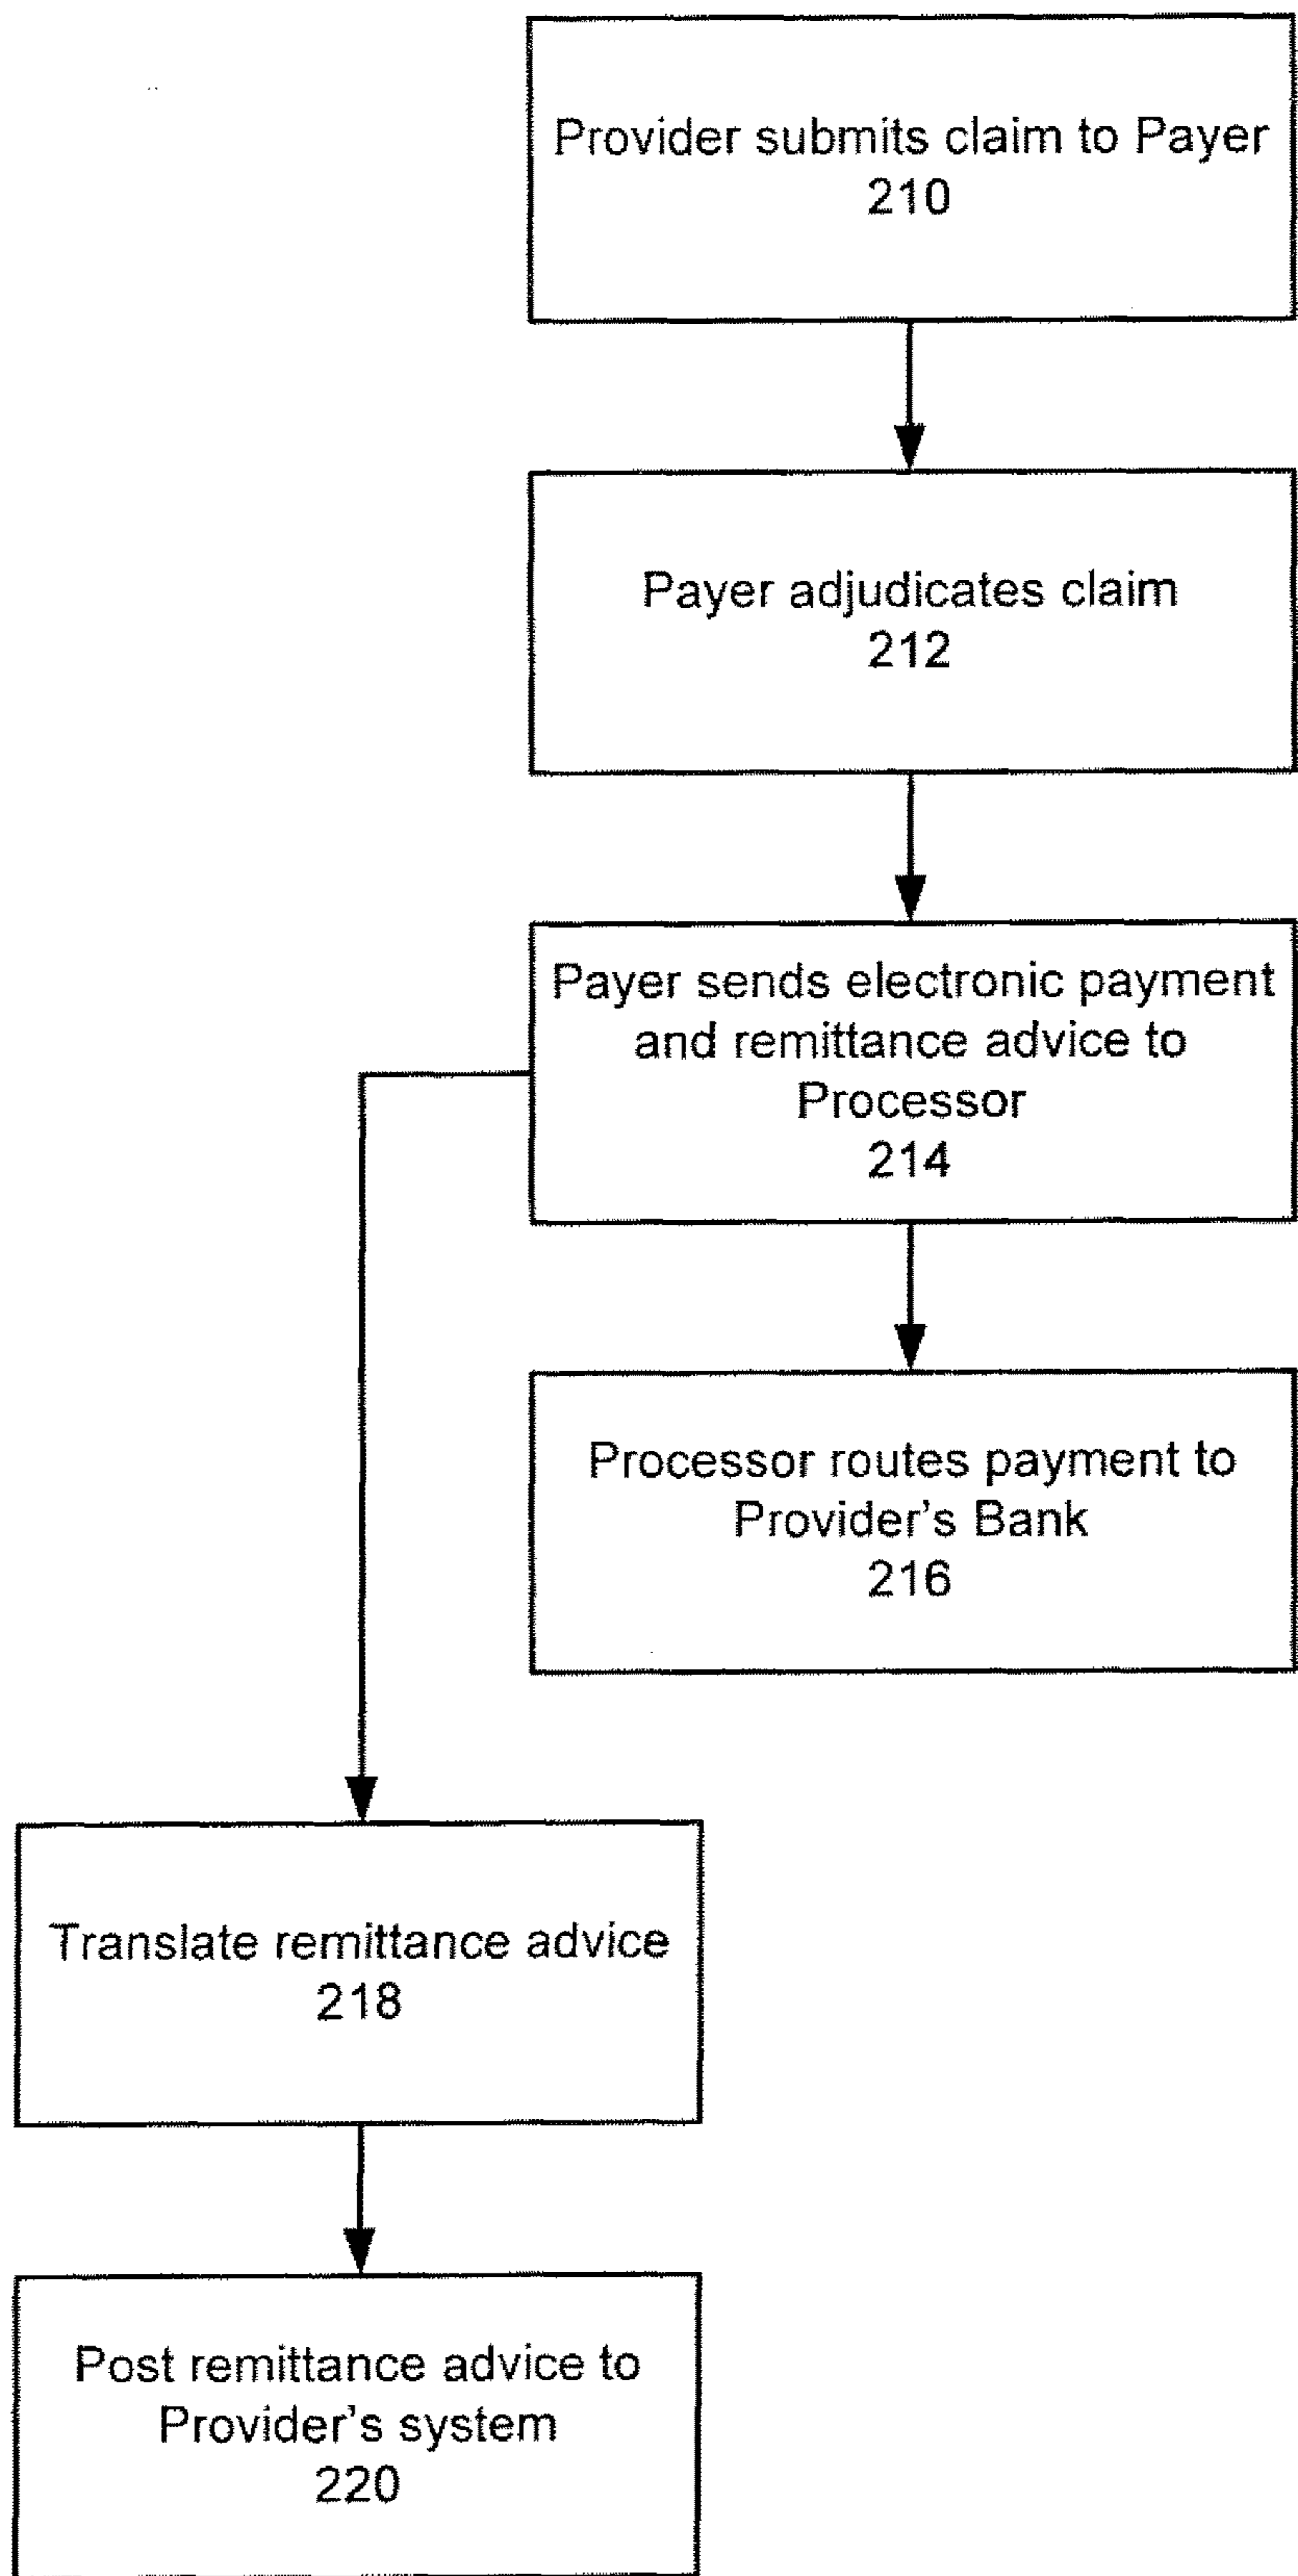 Provider submits claim to Payer
210
Payer adjudicates claim
212
Payer sends electronic payment
and remittance advice to
Processor
214
Processor routes payment to
Provider's Bank
216
Translate remittance advice
218
Post remittance advice to
Provider's system
220